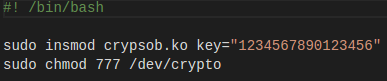 #! /bin/bash
sudo insmod crypsob.ko key="1234567890123456"
sudo chmod 777 /dev/crypto